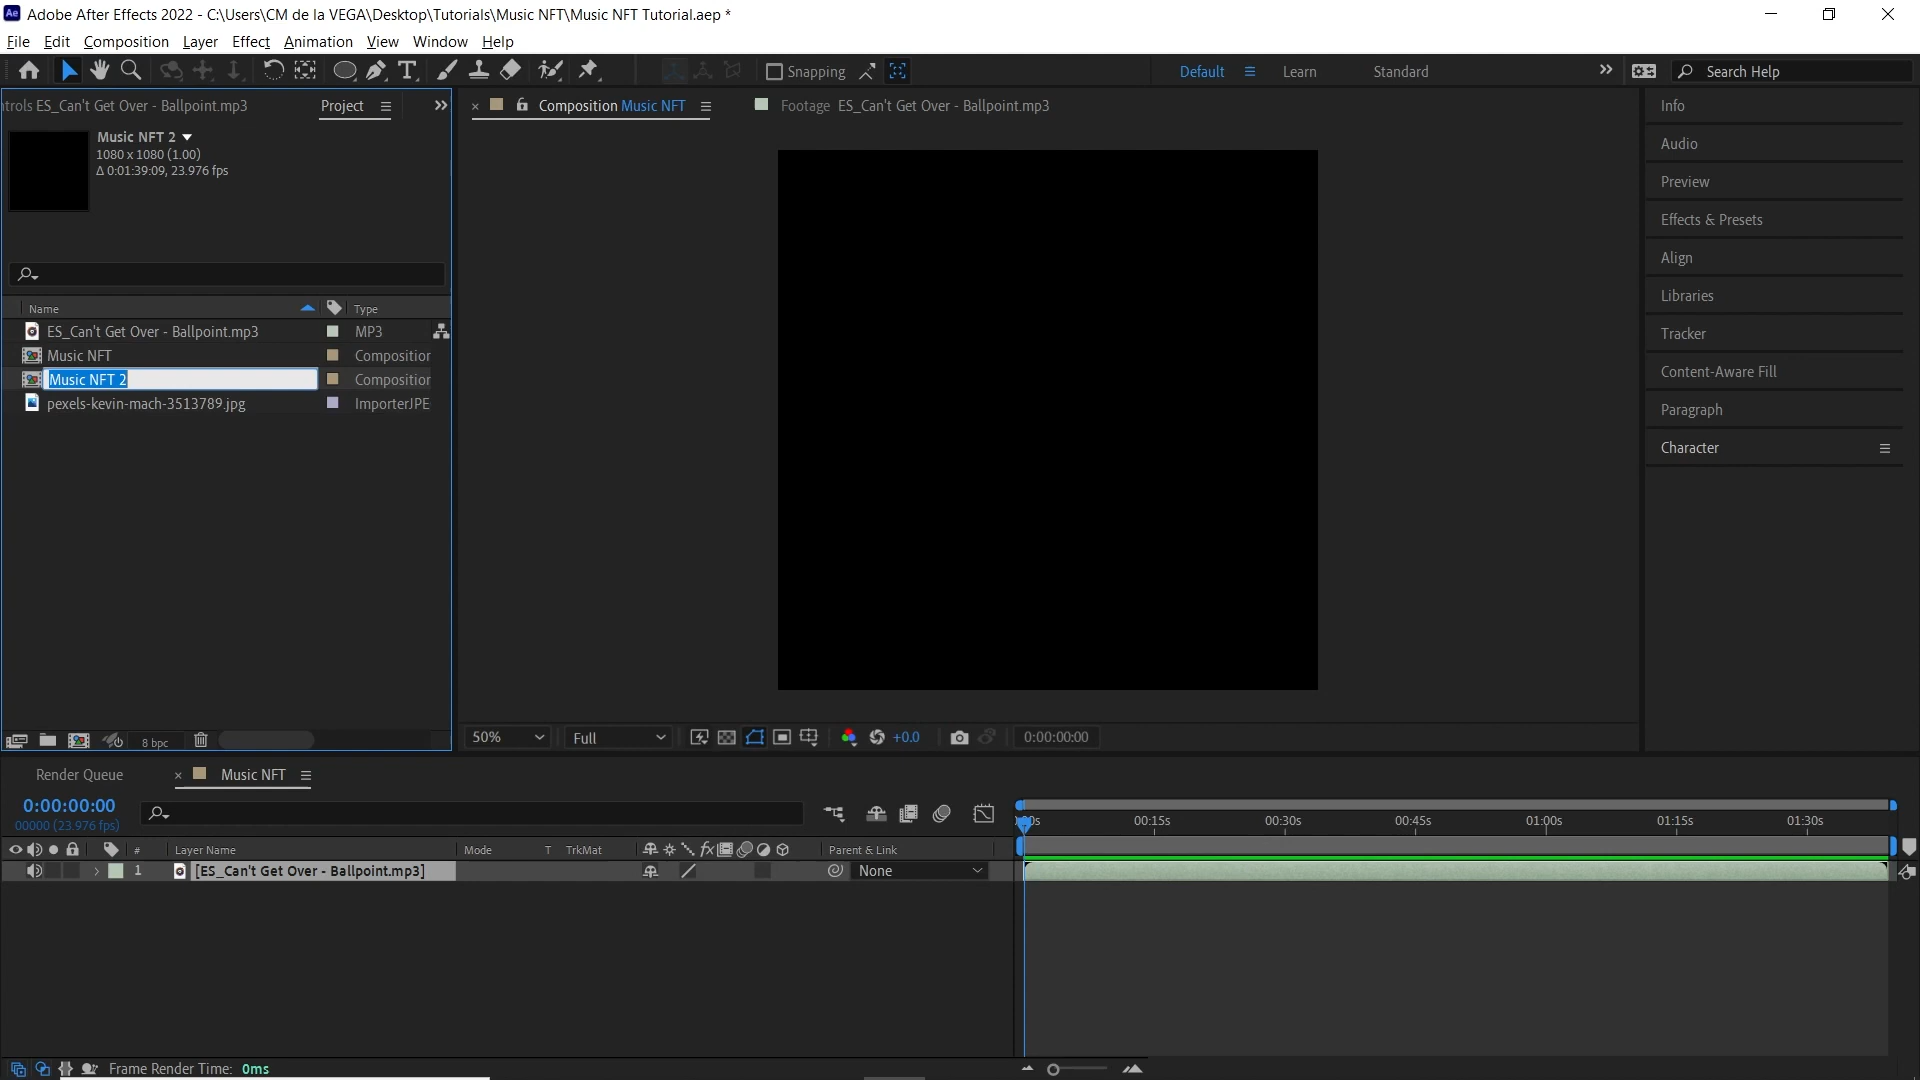 Adobe After Effects 2022 - C:\Users\CM de la VEGA\Desktop\Tutorials\Music NFT\Music NFT Tutorial.aep *
File Edit Composition Layer Effect Animation View Window Help
Snapping
Default Learn Standard
Search Help
ntrols ES_Can't Get Over - Ballpoint.mp3 Project
Music NFT 2
1080 x 1080 (1.00)
Δ 0:01:39:09, 23.976 fps
Name Type
ES_Can't Get Over - Ballpoint.mp3 MP3
Music NFT Composition
Music NFT 2 Composition
pexels-kevin-mach-3513789.jpg ImporterJPE
8 bpc
Composition Music NFT Footage ES_Can't Get Over - Ballpoint.mp3
50% Full +0.0 0:00:00:00
Info
Audio
Preview
Effects & Presets
Align
Libraries
Tracker
Content-Aware Fill
Paragraph
Character
Render Queue Music NFT
0:00:00:00
00000 (23.976 fps)
00:15s 00:30s 00:45s 01:00s 01:15s 01:30s
# Layer Name Mode T TrkMat fx Parent & Link
1 [ES_Can't Get Over - Ballpoint.mp3] None
Frame Render Time: 0ms